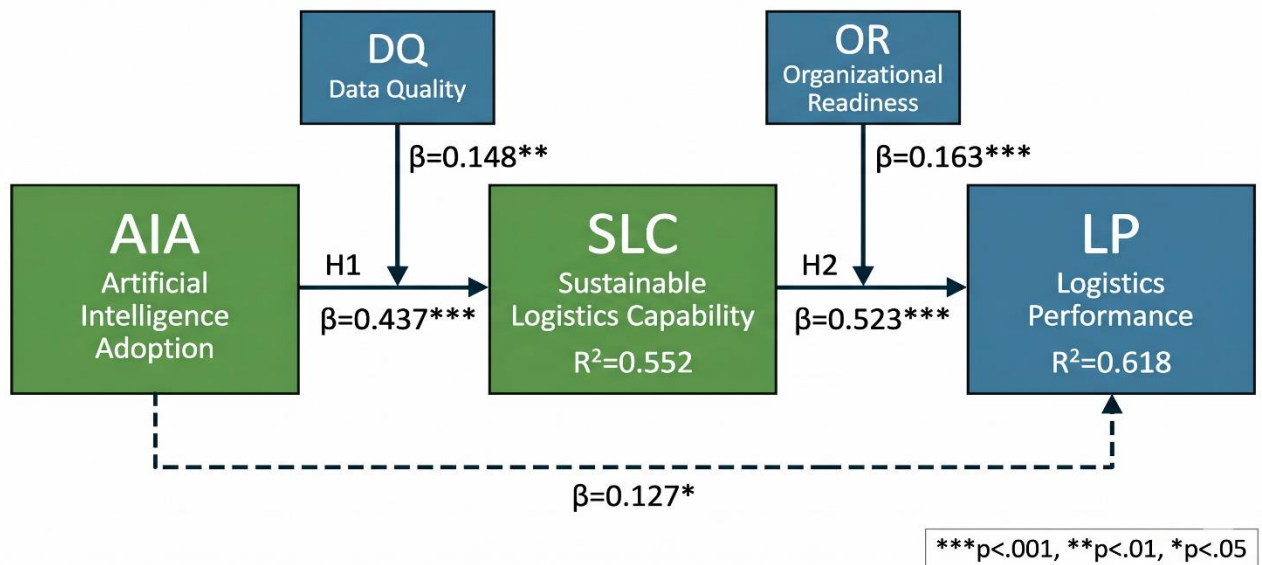 DQ
Data Quality
OR
Organizational
Readiness
β=0.148**
β=0.163***
AIA
Artificial
Intelligence
Adoption
H1
β=0.437***
SLC
Sustainable
Logistics Capability
R²=0.552
H2
β=0.523***
LP
Logistics
Performance
R²=0.618
β=0.127*
***p<.001, **p<.01, *p<.05